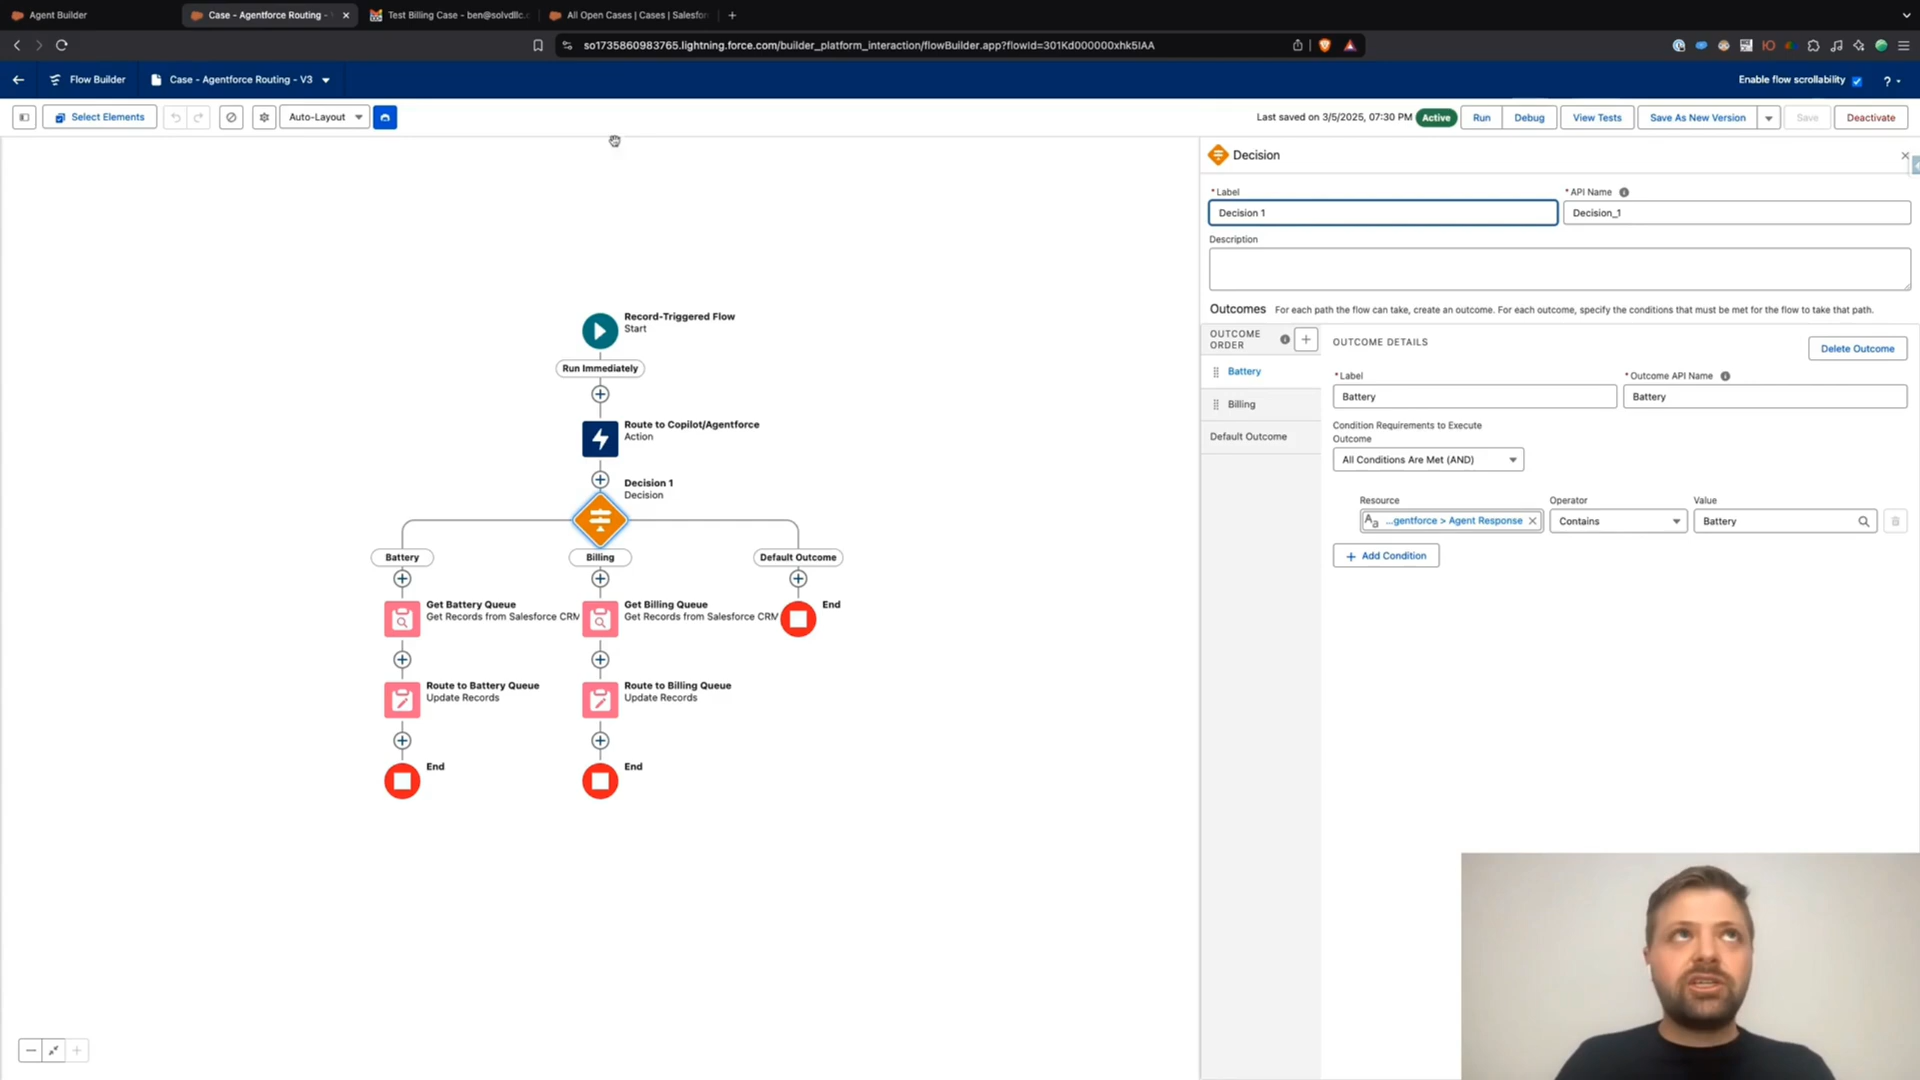 Agent Builder
Case - Agentforce Routing -
Test Billing Case - ben@solvdllc.c
All Open Cases | Cases | Salesfor
so1735860983765.lightning.force.com/builder_platform_interaction/flowBuilder.app?flowId=301Kd000000xhk5IAA
Flow Builder
Case - Agentforce Routing - V3
Enable flow scrollability
Select Elements
Auto-Layout
Last saved on 3/5/2025, 07:30 PM
Active
Run
Debug
View Tests
Save As New Version
Save
Deactivate
Decision
* Label
* API Name
Decision 1
Decision_1
Description
Outcomes
For each path the flow can take, create an outcome. For each outcome, specify the conditions that must be met for the flow to take that path.
OUTCOME ORDER
OUTCOME DETAILS
Delete Outcome
Battery
Billing
Default Outcome
* Label
* Outcome API Name
Battery
Battery
Condition Requirements to Execute
Outcome
All Conditions Are Met (AND)
Resource
Operator
Value
...gentforce > Agent Response
Contains
Battery
+ Add Condition
Record-Triggered Flow
Start
Run Immediately
Route to Copilot/Agentforce
Action
Decision 1
Decision
Battery
Billing
Default Outcome
Get Battery Queue
Get Records from Salesforce CRM
Get Billing Queue
Get Records from Salesforce CRM
End
Route to Battery Queue
Update Records
Route to Billing Queue
Update Records
End
End